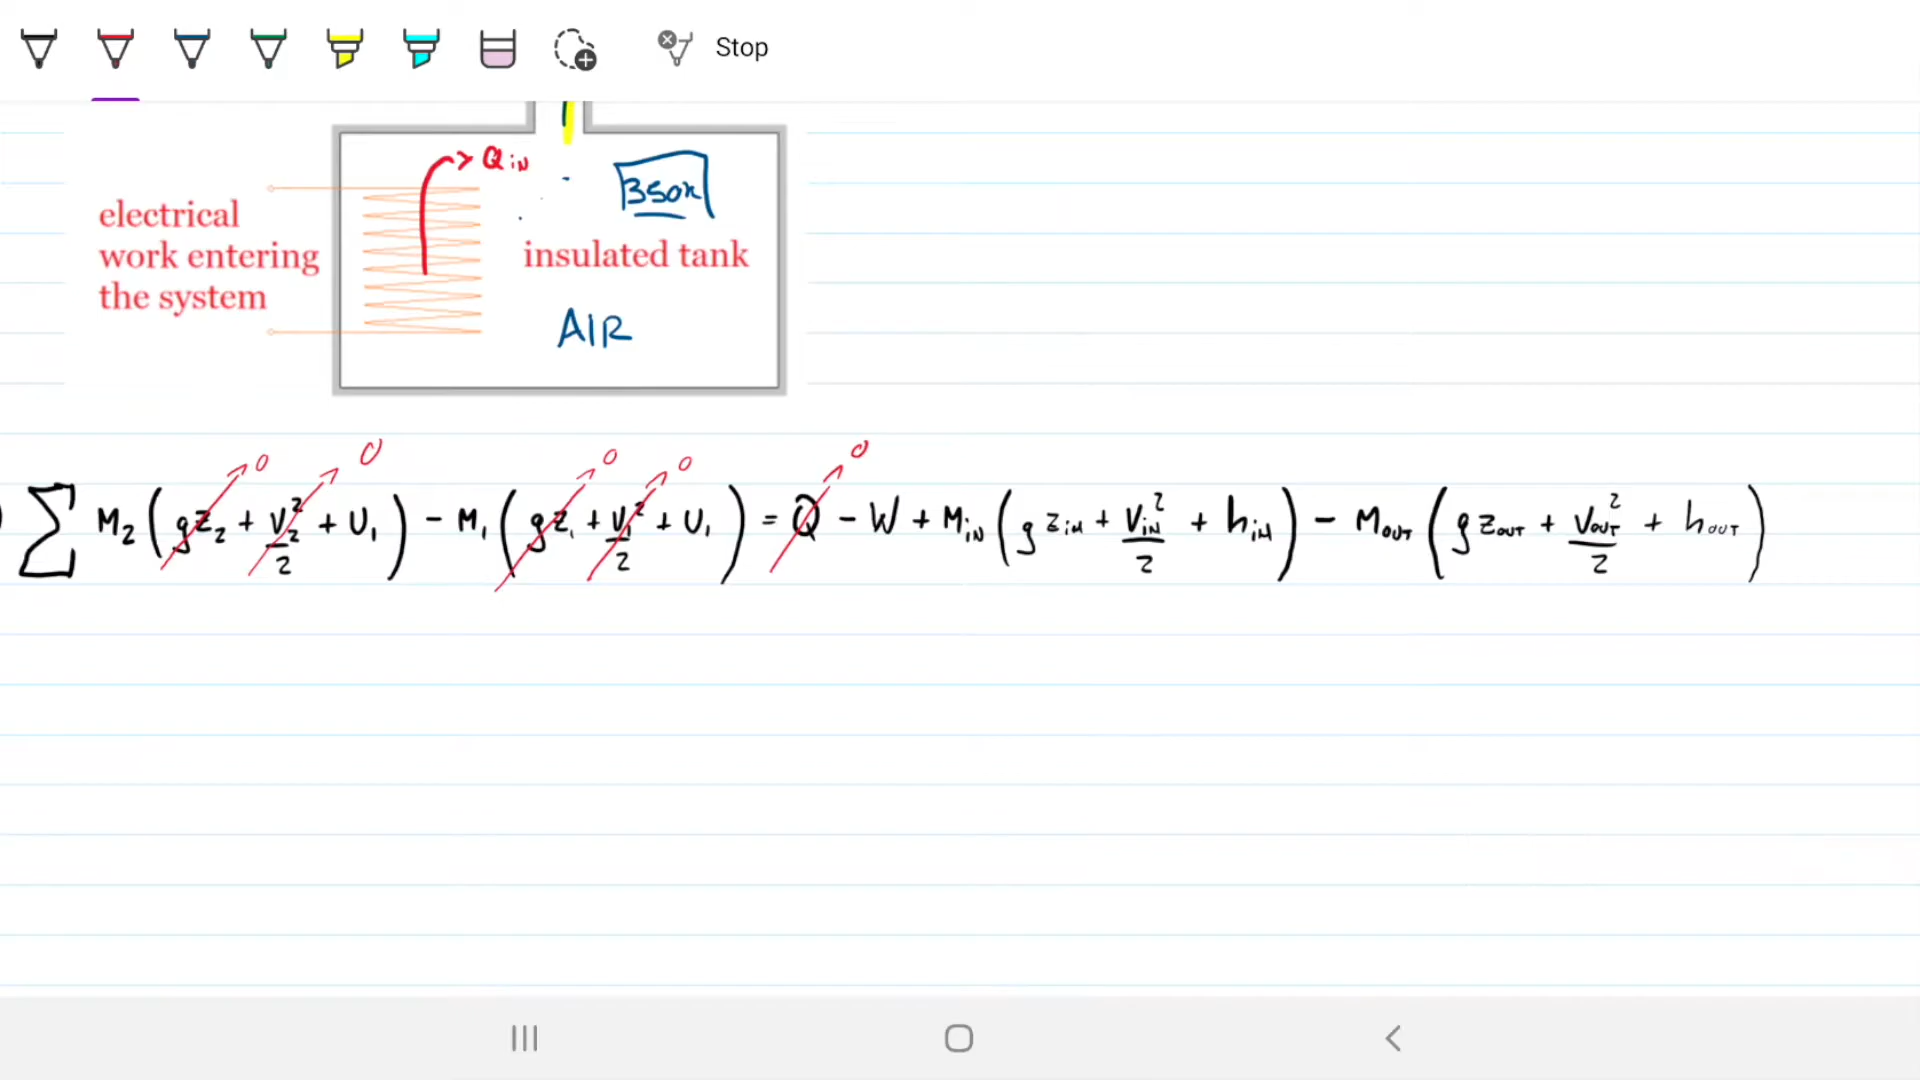 Stop
Q in
350K
electrical
work entering
the system
insulated tank
AIR
0 0 0 0 0
∑ M₂ (gz₂ + V₂²/2 + U₁) - M₁ (gz₁ + V₁²/2 + U₁) = Q - W + Min (g zin + Vin²/2 + hin) - Mout (g zout + Vout²/2 + hout)